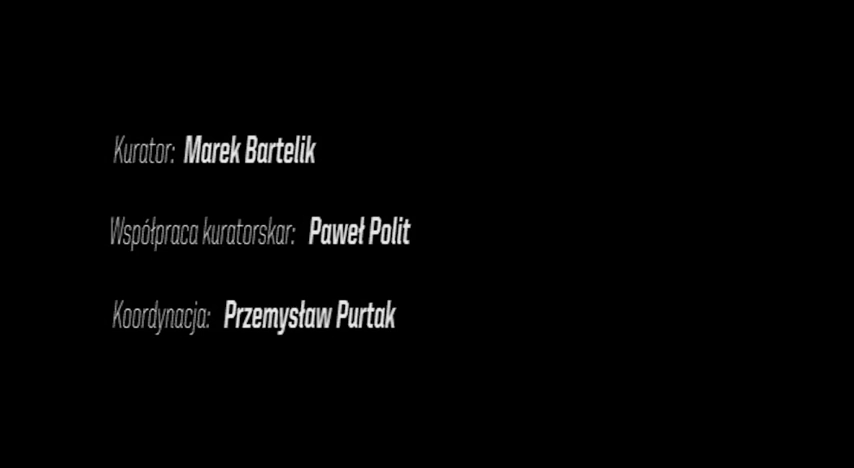 Kurator: Marek Bartelik
Współpraca kuratorskar: Paweł Polit
Koordynacja: Przemysław Purtak